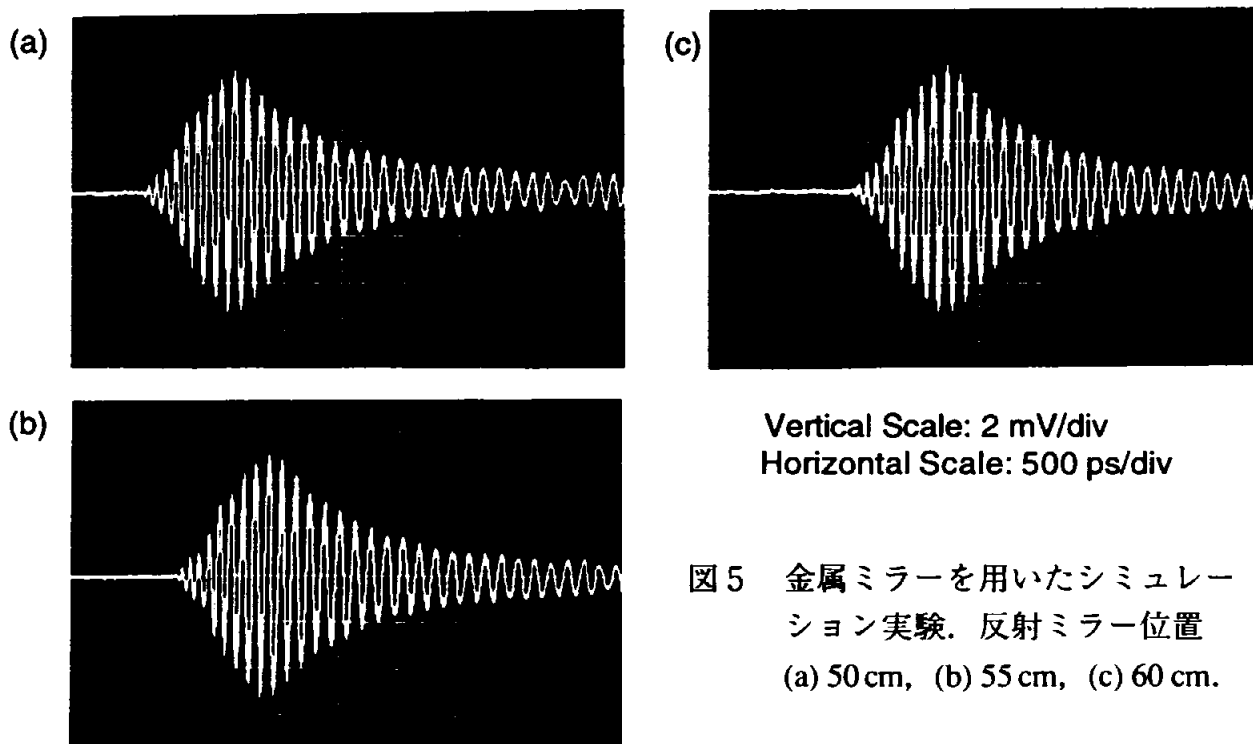 (a)
(c)
(b)
Vertical Scale: 2 mV/div
Horizontal Scale: 500 ps/div
図5 金属ミラーを用いたシミュレー
ション実験．反射ミラー位置
(a) 50 cm, (b) 55 cm, (c) 60 cm.